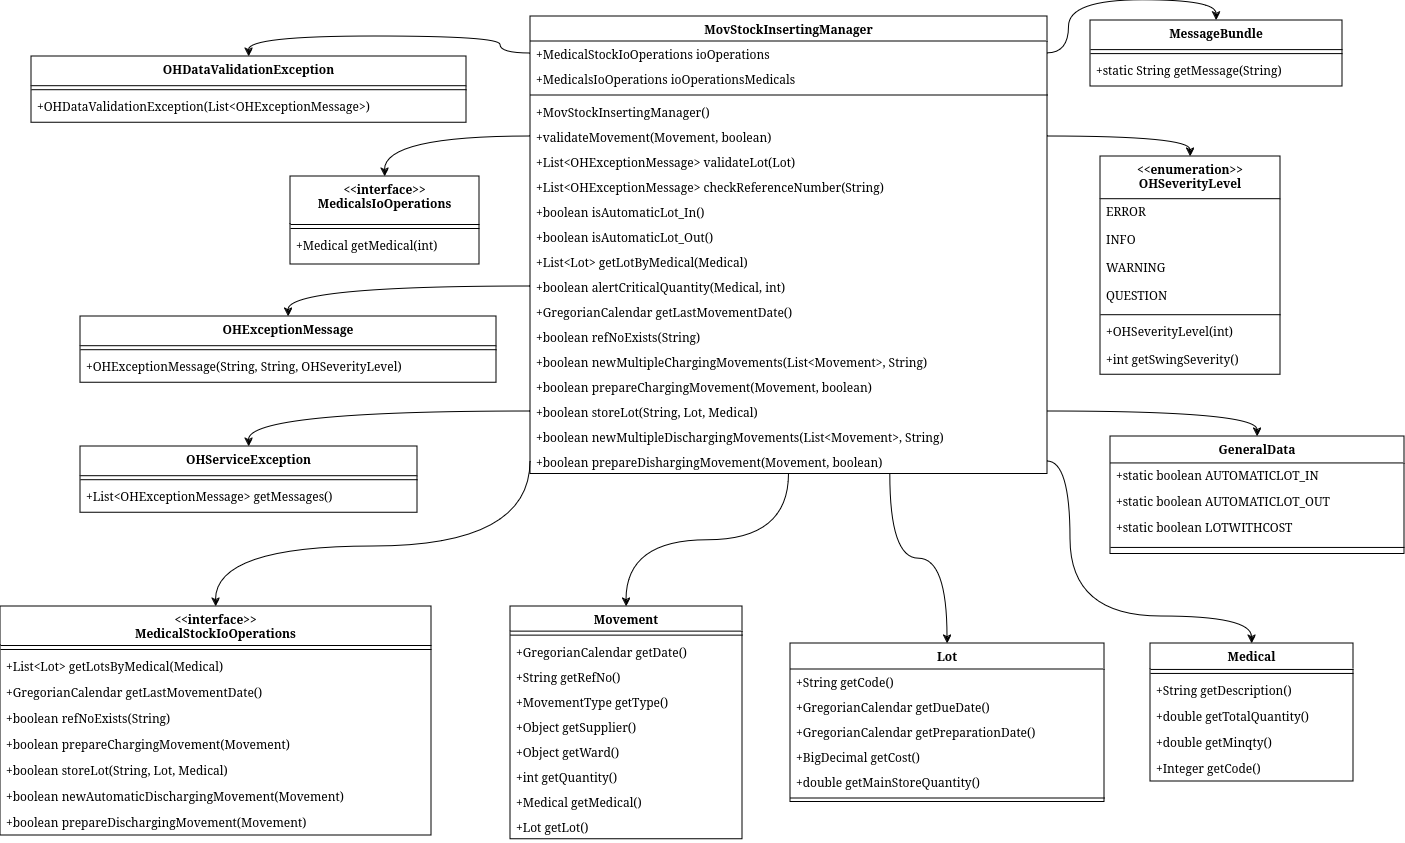 MovStockInsertingManager
+MedicalStockIoOperations ioOperations
+MedicalsIoOperations ioOperationsMedicals
+MovStockInsertingManager()
+validateMovement(Movement, boolean)
+List<OHExceptionMessage> validateLot(Lot)
+List<OHExceptionMessage> checkReferenceNumber(String)
+boolean isAutomaticLot_In()
+boolean isAutomaticLot_Out()
+List<Lot> getLotByMedical(Medical)
+boolean alertCriticalQuantity(Medical, int)
+GregorianCalendar getLastMovementDate()
+boolean refNoExists(String)
+boolean newMultipleChargingMovements(List<Movement>, String)
+boolean prepareChargingMovement(Movement, boolean)
+boolean storeLot(String, Lot, Medical)
+boolean newMultipleDischargingMovements(List<Movement>, String)
+boolean prepareDishargingMovement(Movement, boolean)
MessageBundle
+static String getMessage(String)
OHDataValidationException
+OHDataValidationException(List<OHExceptionMessage>)
<<interface>>
MedicalsIoOperations
+Medical getMedical(int)
<<enumeration>>
OHSeverityLevel
ERROR
INFO
WARNING
QUESTION
+OHSeverityLevel(int)
+int getSwingSeverity()
OHExceptionMessage
+OHExceptionMessage(String, String, OHSeverityLevel)
OHServiceException
+List<OHExceptionMessage> getMessages()
GeneralData
+static boolean AUTOMATICLOT_IN
+static boolean AUTOMATICLOT_OUT
+static boolean LOTWITHCOST
<<interface>>
MedicalStockIoOperations
+List<Lot> getLotsByMedical(Medical)
+GregorianCalendar getLastMovementDate()
+boolean refNoExists(String)
+boolean prepareChargingMovement(Movement)
+boolean storeLot(String, Lot, Medical)
+boolean newAutomaticDischargingMovement(Movement)
+boolean prepareDischargingMovement(Movement)
Movement
+GregorianCalendar getDate()
+String getRefNo()
+MovementType getType()
+Object getSupplier()
+Object getWard()
+int getQuantity()
+Medical getMedical()
+Lot getLot()
Lot
+String getCode()
+GregorianCalendar getDueDate()
+GregorianCalendar getPreparationDate()
+BigDecimal getCost()
+double getMainStoreQuantity()
Medical
+String getDescription()
+double getTotalQuantity()
+double getMinqty()
+Integer getCode()